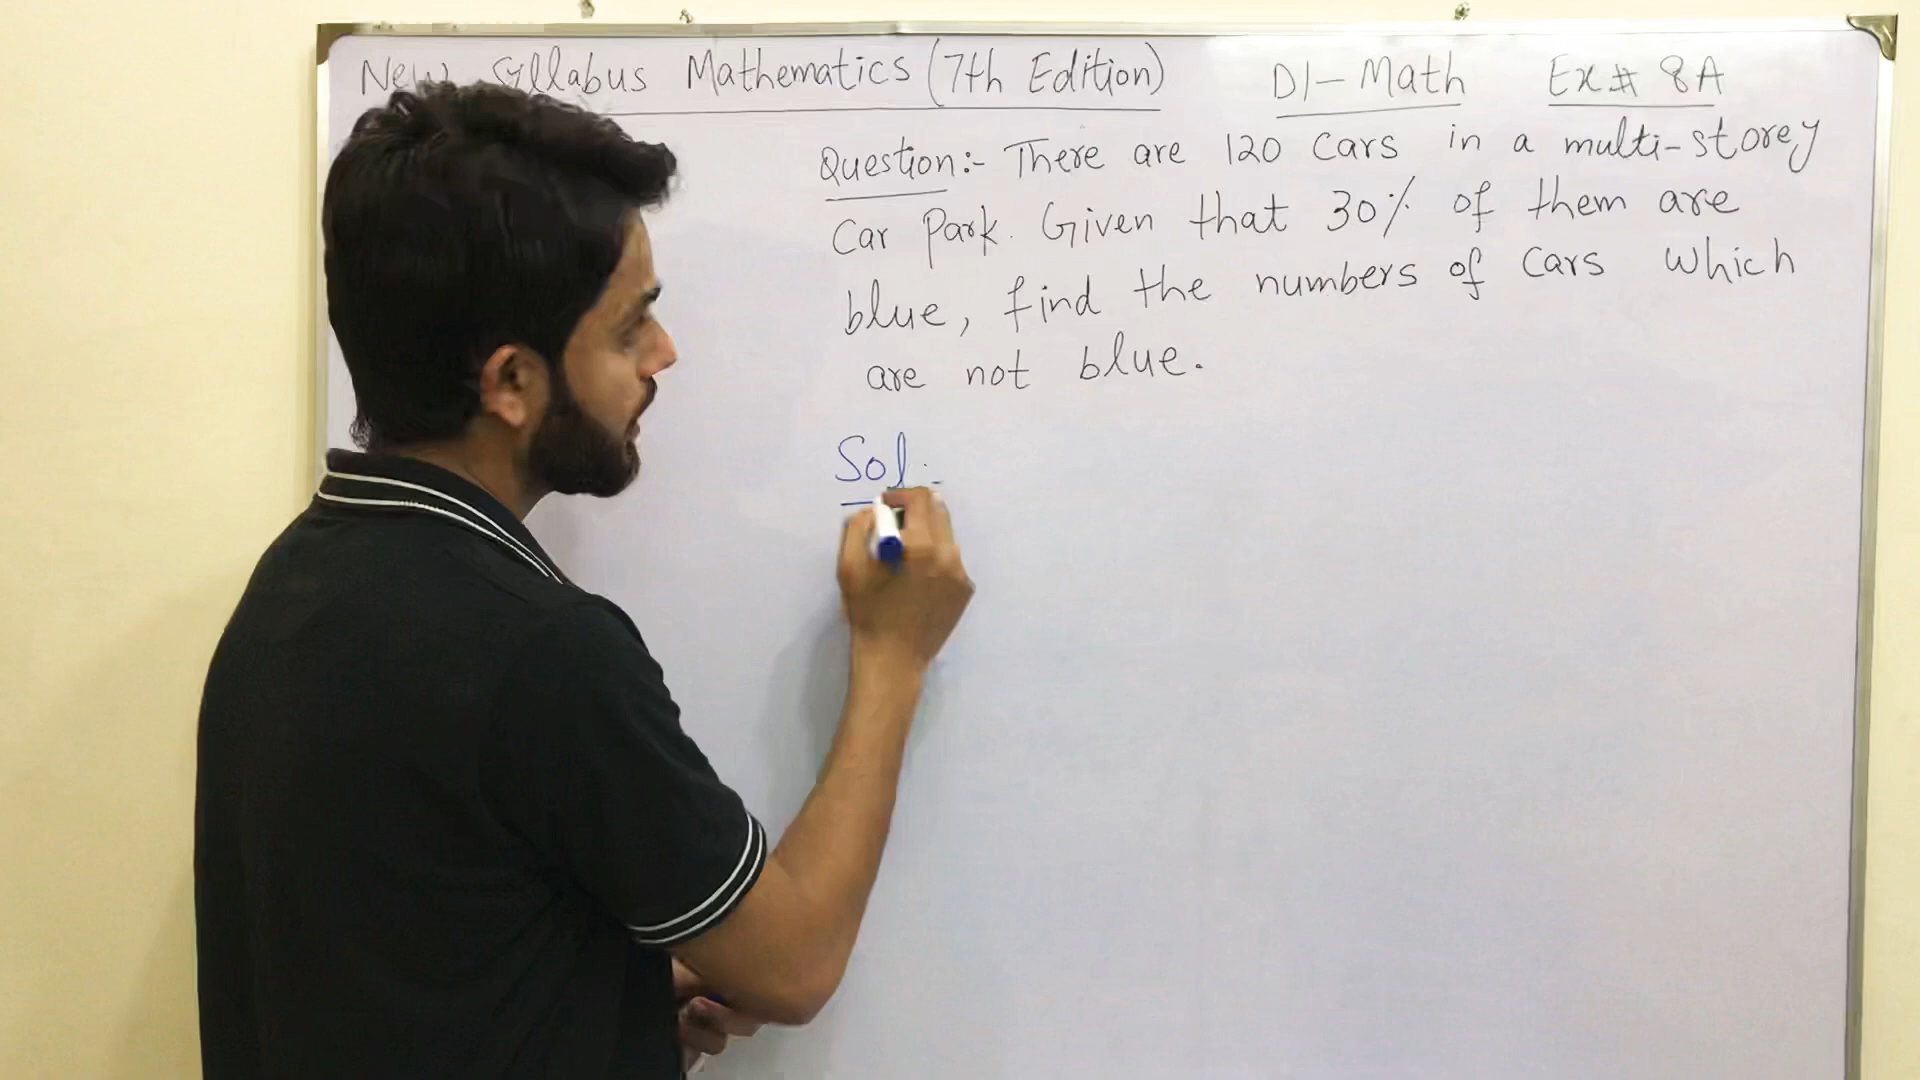 New Syllabus Mathematics (7th Edition) D1-Math Ex# 8A
Question:- There are 120 cars in a multi-storey
Car Park. Given that 30% of them are
blue, find the numbers of cars which
are not blue.
Sol:-